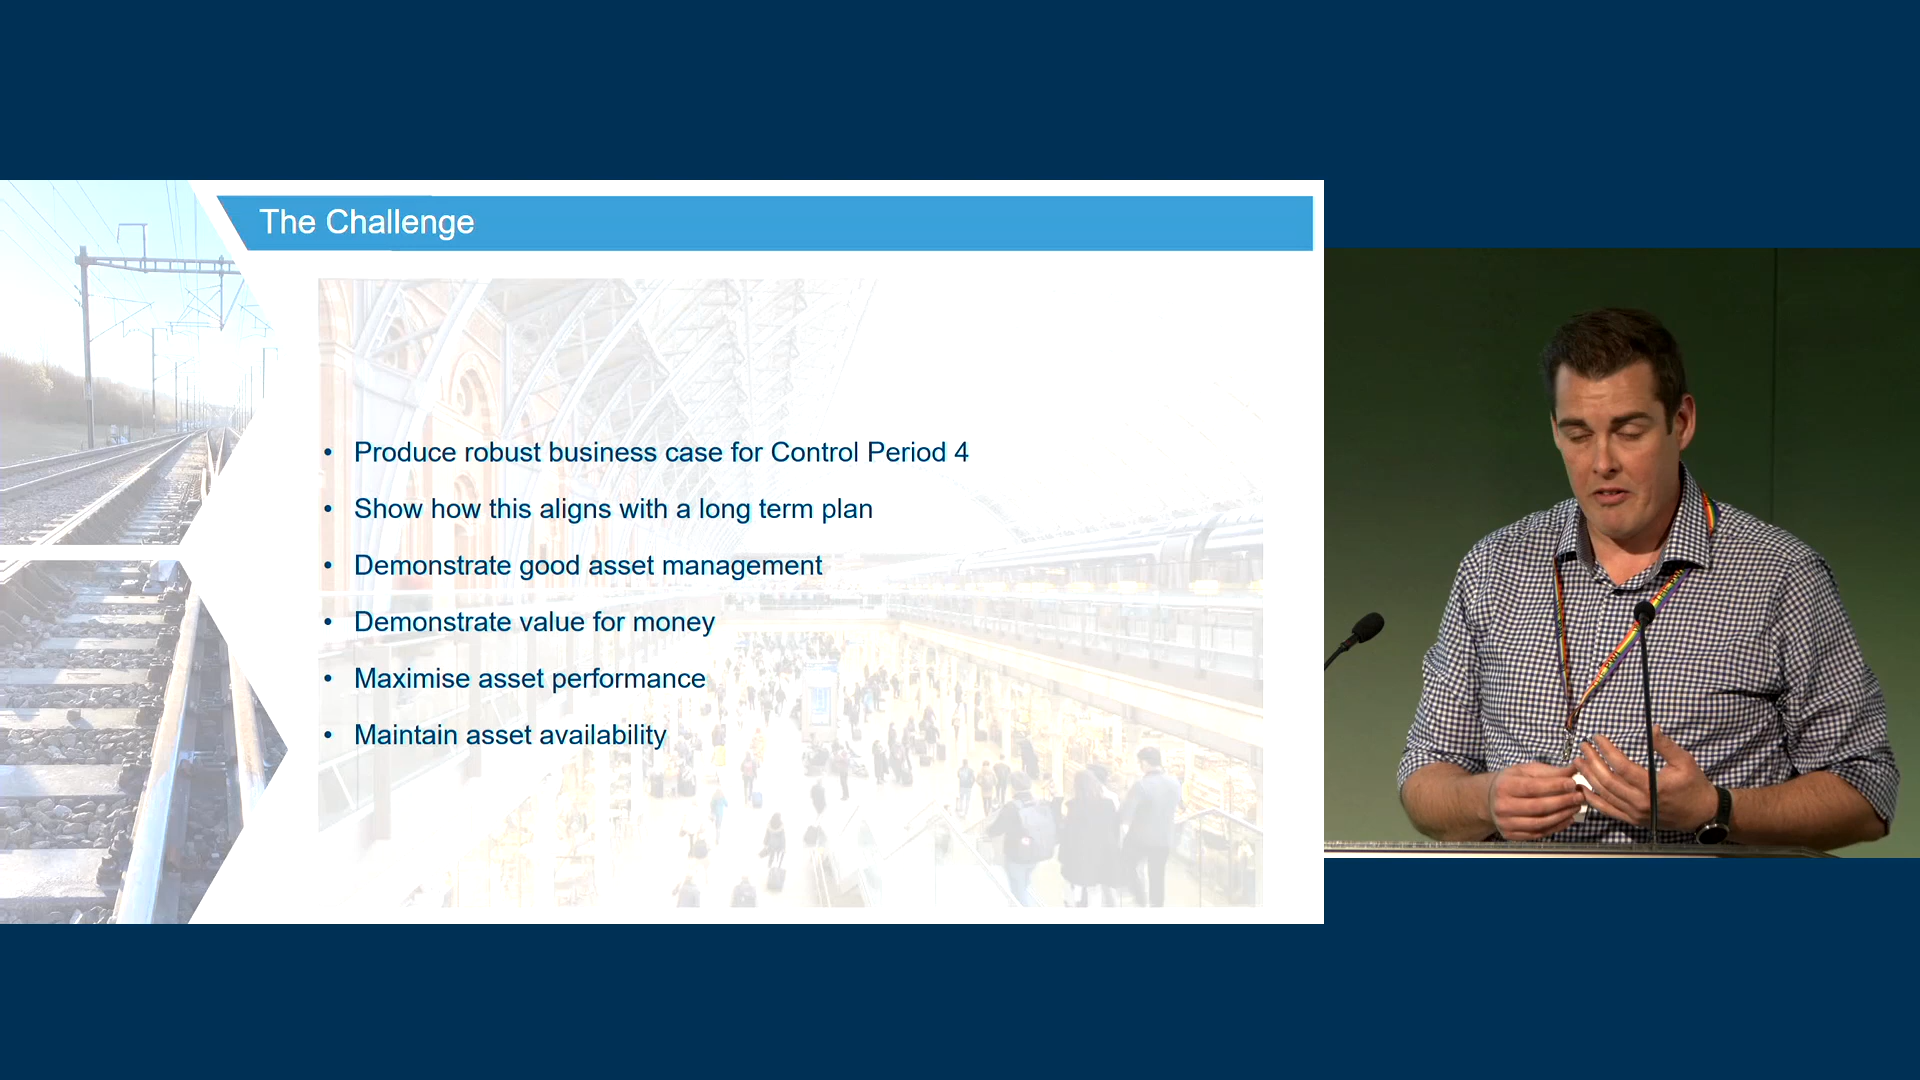 The Challenge
• Produce robust business case for Control Period 4
• Show how this aligns with a long term plan
• Demonstrate good asset management
• Demonstrate value for money
• Maximise asset performance
• Maintain asset availability